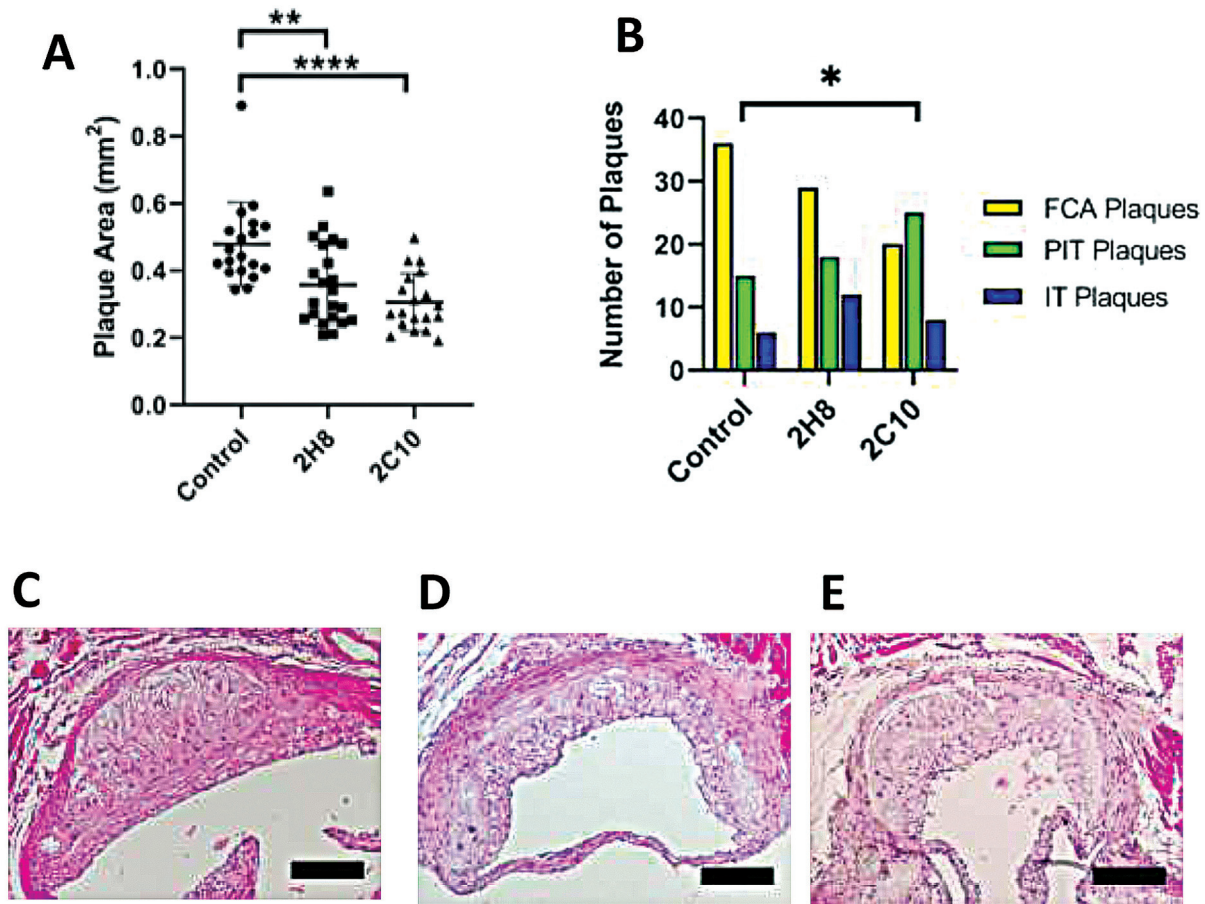 A
**
****
1.0
0.8
0.6
0.4
0.2
0.0
Plaque Area (mm²)
Control
2H8
2C10
B
*
40
30
20
10
0
Number of Plaques
Control
2H8
2C10
FCA Plaques
PIT Plaques
IT Plaques
C
D
E